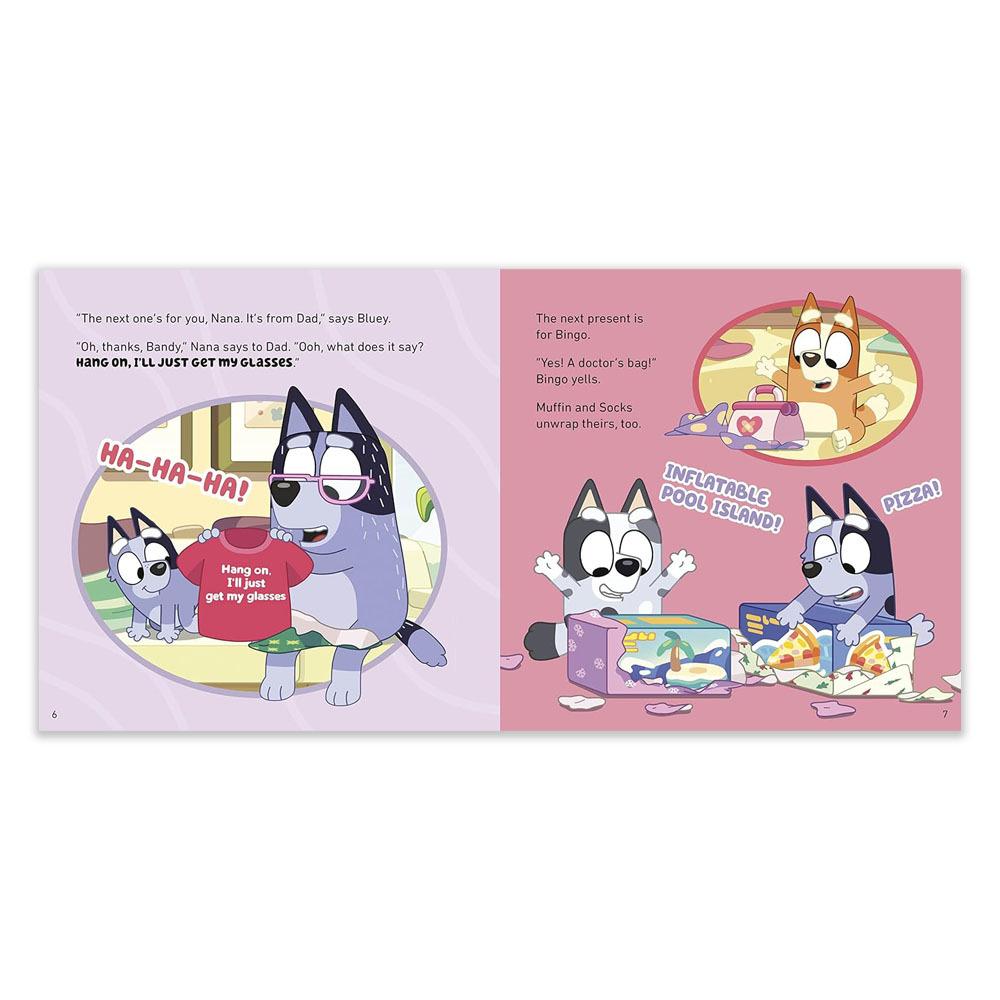 "The next one's for you, Nana. It's from Dad," says Bluey.
"Oh, thanks, Bandy," Nana says to Dad. "Ooh, what does it say?
Hang on, I'll just get my glasses."
HA-HA-HA!
Hang on,
I'll just
get my glasses
6
The next present is
for Bingo.
"Yes! A doctor's bag!"
Bingo yells.
Muffin and Socks
unwrap theirs, too.
INFLATABLE
POOL ISLAND!
PIZZA!
7